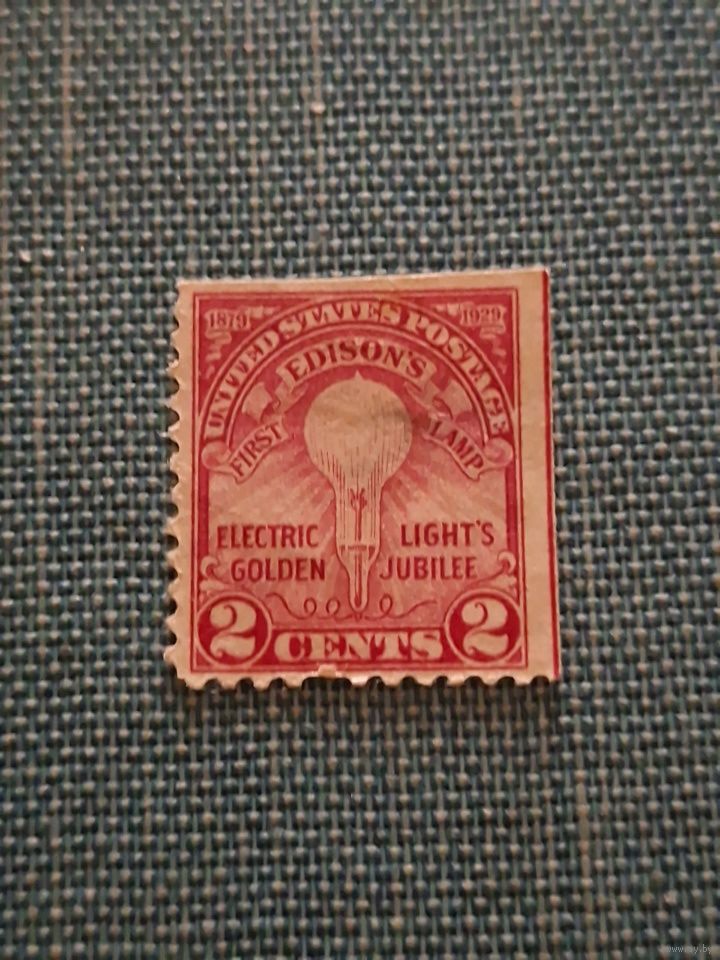 1879 1929
UNITED STATES POSTAGE
EDISON'S
FIRST LAMP
ELECTRIC LIGHT'S
GOLDEN JUBILEE
2 CENTS 2